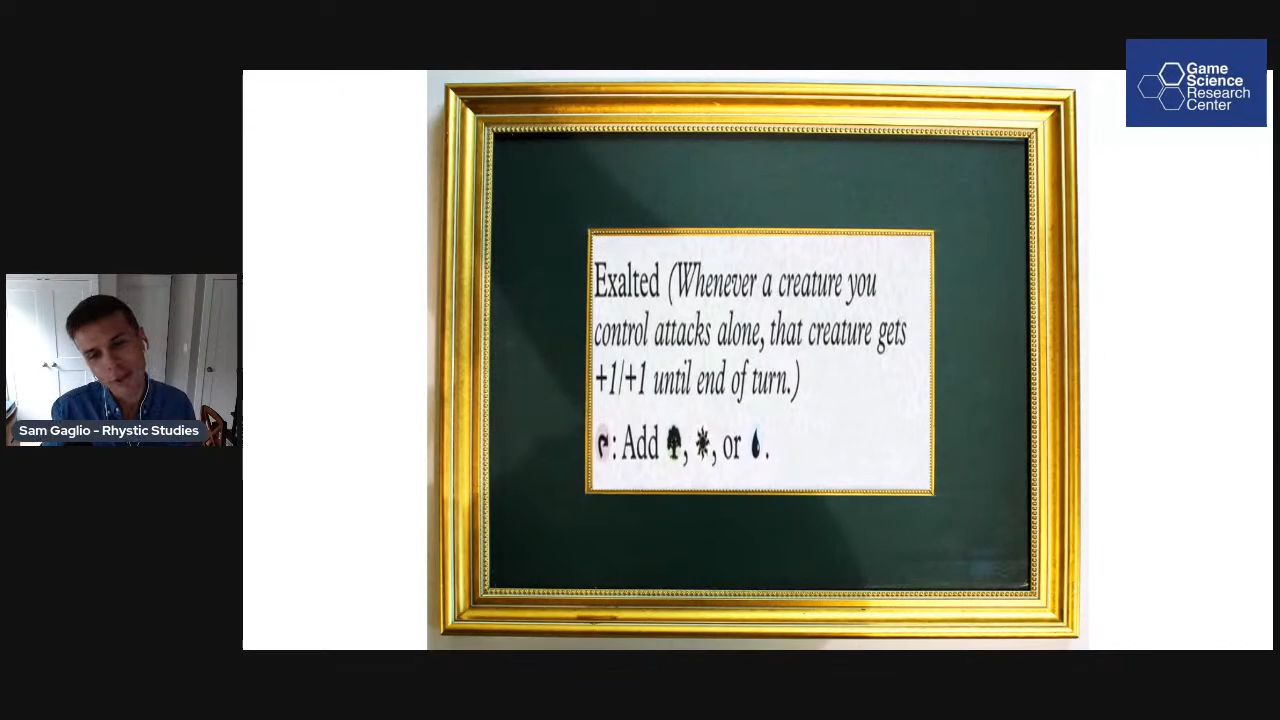 Game
Science
Research
Center
Exalted (Whenever a creature you
control attacks alone, that creature gets
+1/+1 until end of turn.)
: Add , , or .
Sam Gaglio - Rhystic Studies